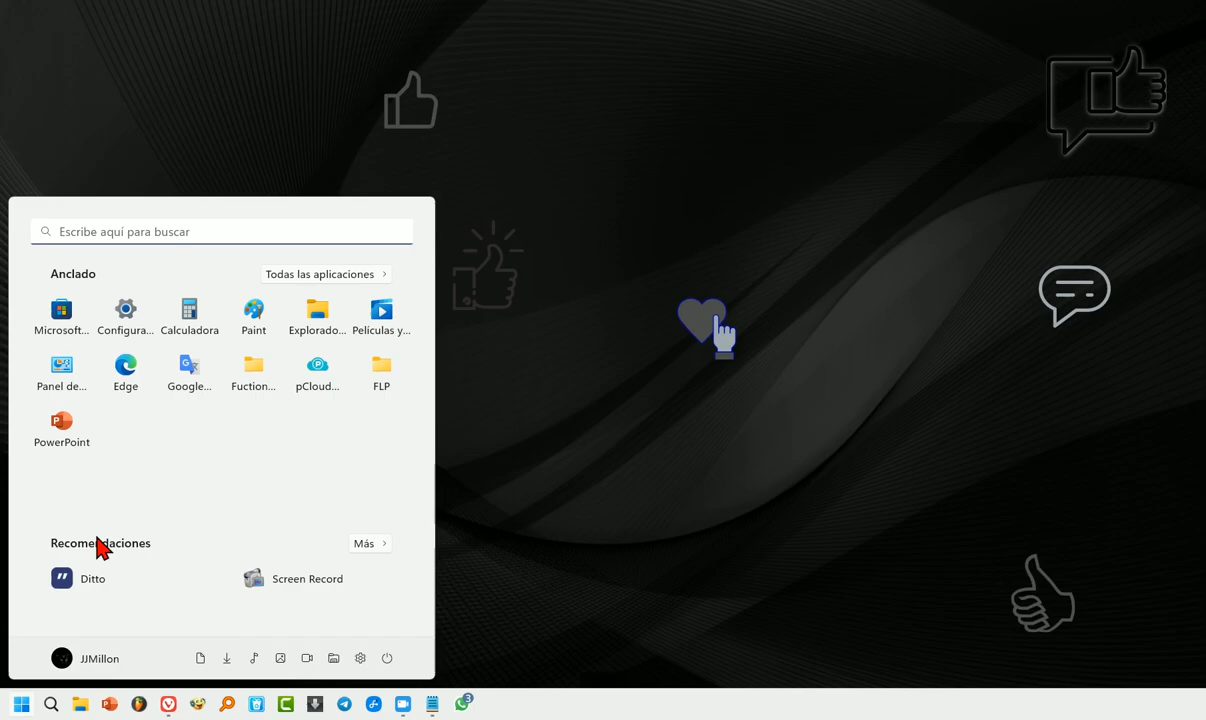 Escribe aquí para buscar
Anclado
Todas las aplicaciones
Microsoft...
Configura...
Calculadora
Paint
Explorado...
Películas y...
Panel de...
Edge
Google...
Fuction...
pCloud...
FLP
PowerPoint
Recomendaciones
Más
Ditto
Screen Record
JJMillon
3